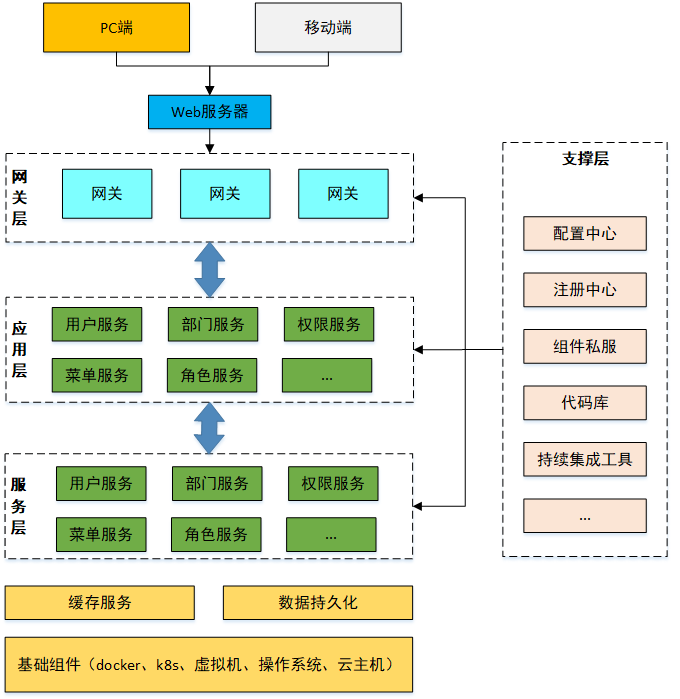 PC端
移动端
Web服务器
网关层
网关
网关
网关
应用层
用户服务
部门服务
权限服务
菜单服务
角色服务
...
服务层
用户服务
部门服务
权限服务
菜单服务
角色服务
...
缓存服务
数据持久化
基础组件（docker、k8s、虚拟机、操作系统、云主机）
支撑层
配置中心
注册中心
组件私服
代码库
持续集成工具
...